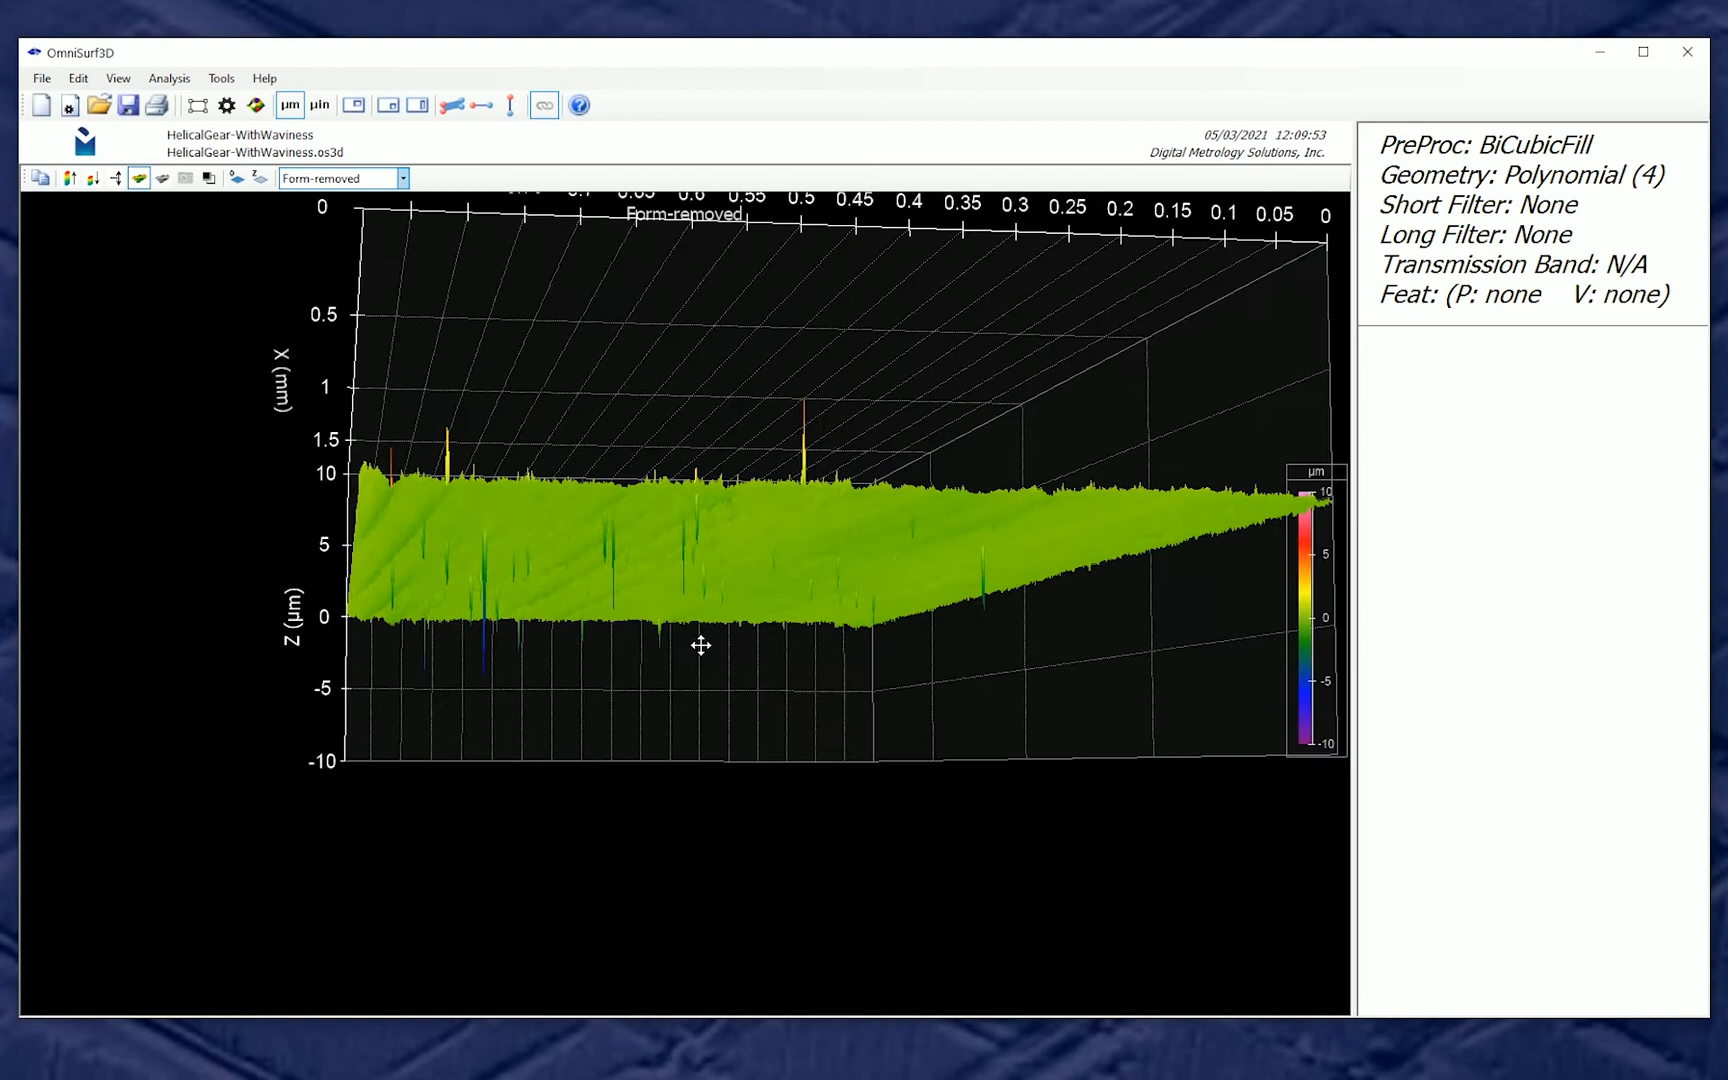 OmniSurf3D
File Edit View Analysis Tools Help
µm µin
HelicalGear-WithWaviness
HelicalGear-WithWaviness.os3d
05/03/2021 12:09:53
Digital Metrology Solutions, Inc.
Form-removed
PreProc: BiCubicFill
Geometry: Polynomial (4)
Short Filter: None
Long Filter: None
Transmission Band: N/A
Feat: (P: none V: none)
0.65 0.6 0.55 0.5 0.45 0.4 0.35 0.3 0.25 0.2 0.15 0.1 0.05 0
Form-removed
0
0.5
1
1.5
X (mm)
10
5
0
-5
-10
Z (µm)
µm
10
5
0
-5
-10